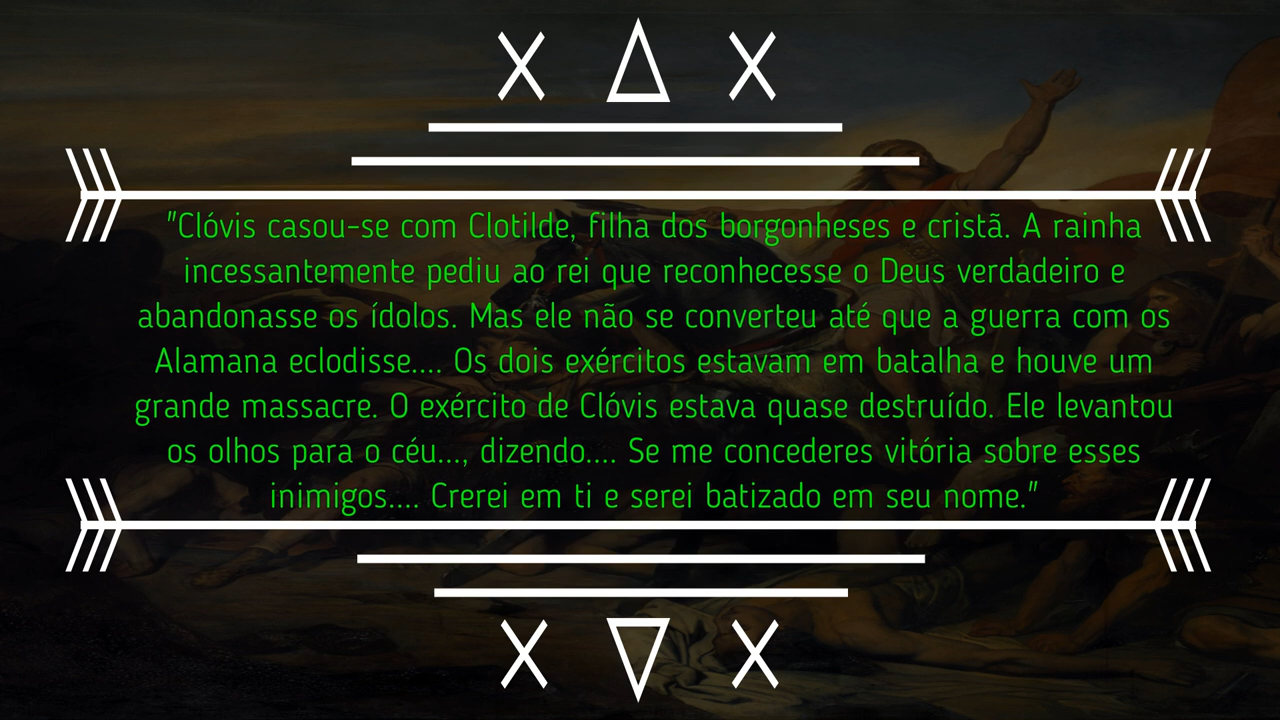 X Δ X
"Clóvis casou-se com Clotilde, filha dos borgonheses e cristã. A rainha
incessantemente pediu ao rei que reconhecesse o Deus verdadeiro e
abandonasse os ídolos. Mas ele não se converteu até que a guerra com os
Alamana eclodisse.... Os dois exércitos estavam em batalha e houve um
grande massacre. O exército de Clóvis estava quase destruído. Ele levantou
os olhos para o céu..., dizendo.... Se me concederes vitória sobre esses
inimigos.... Crerei em ti e serei batizado em seu nome."
X ∇ X